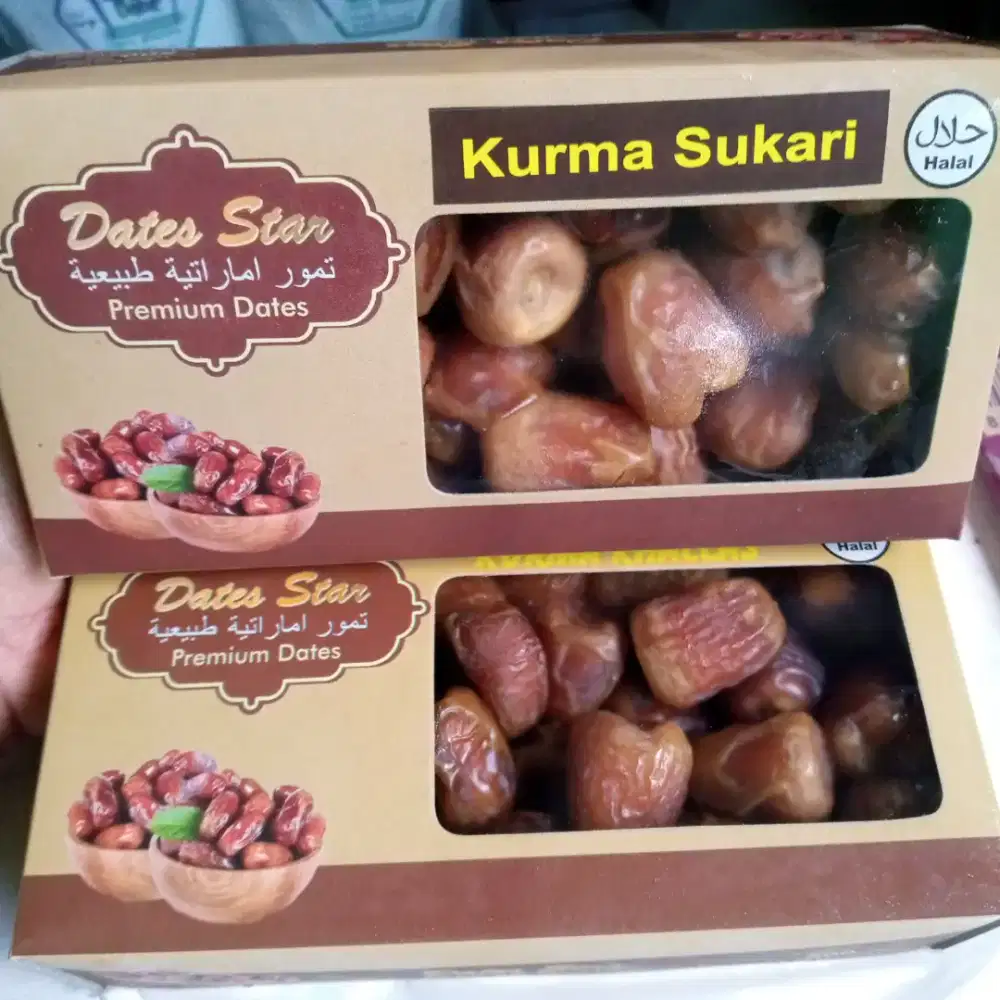 Kurma Sukari
حلال
Halal
Dates Star
تمور اماراتية طبيعية
Premium Dates
Halal
Dates Star
تمور اماراتية طبيعية
Premium Dates